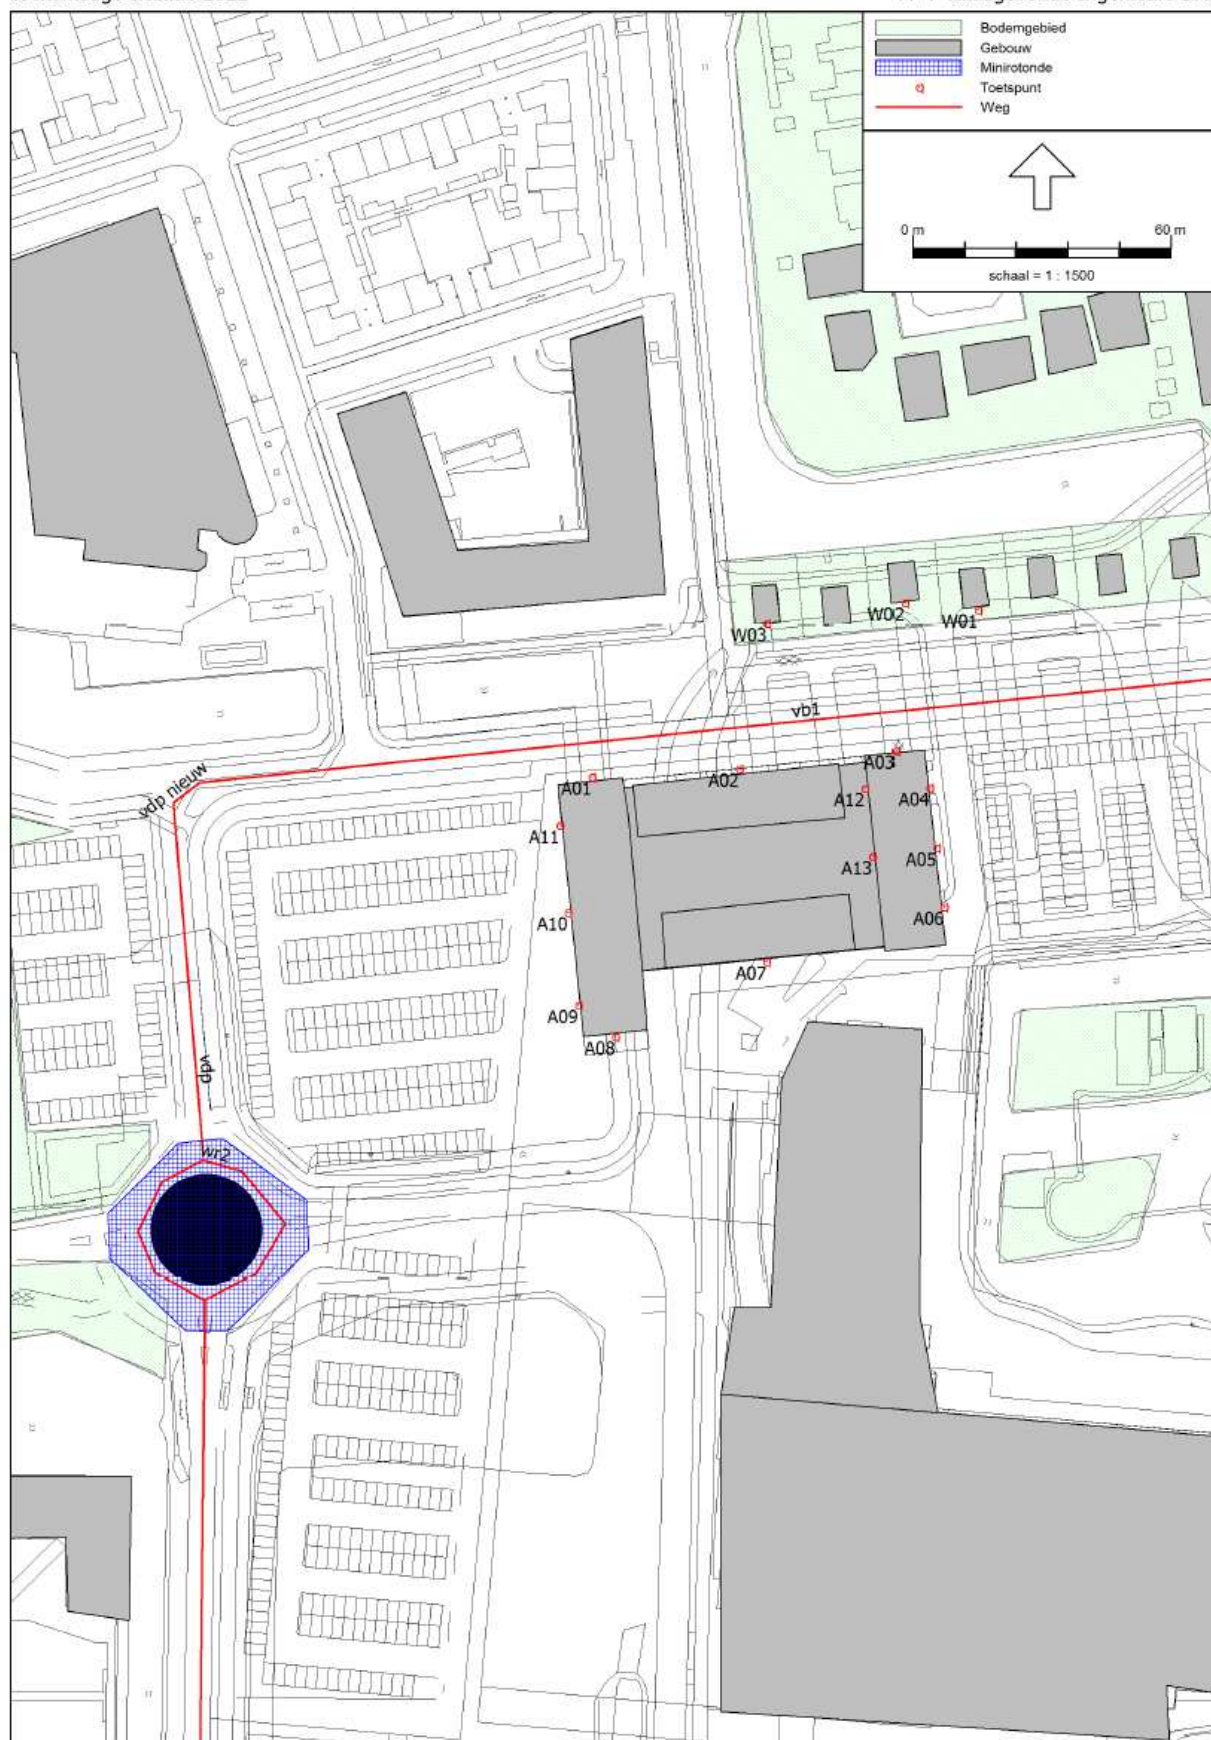 Bodemgebied
Gebouw
Minirotonde
Toetspunt
Weg
0 m 60 m
schaal = 1 : 1500
W03
W02
W01
vb1
vdp nieuw
A01
A02
A03
A12
A04
A11
A13
A05
A10
A06
A07
A09
A08
vdp
wr2